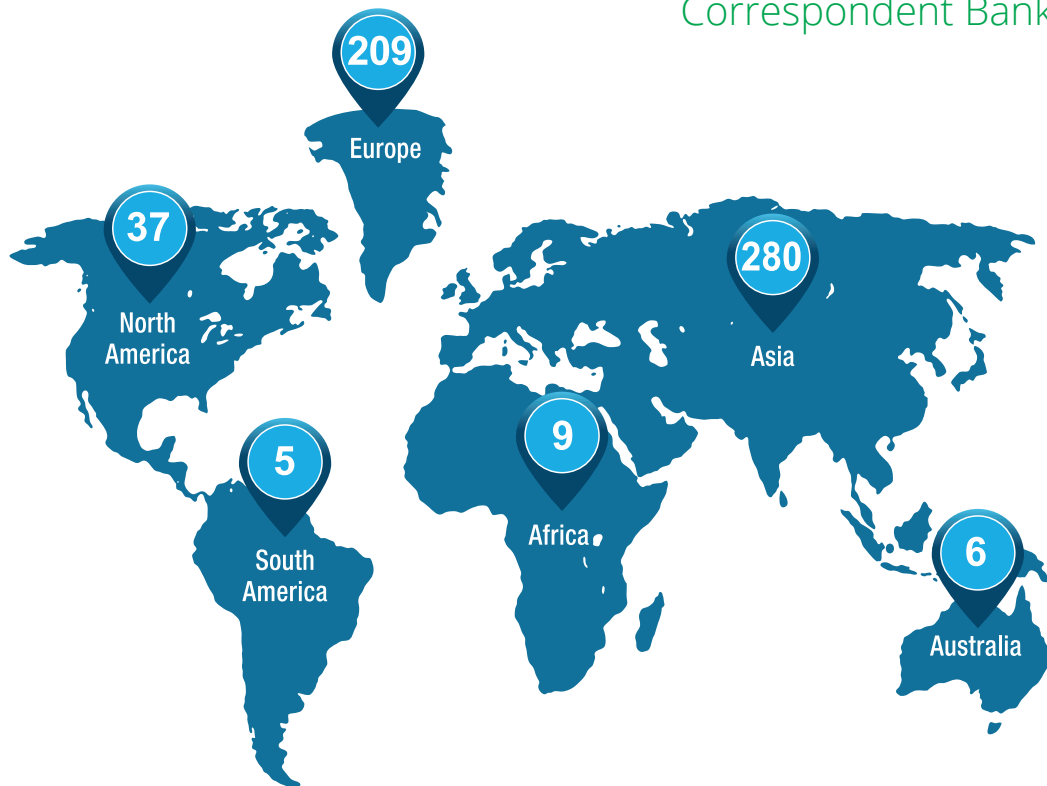 Correspondent Bank
209
Europe
37
North
America
280
Asia
5
South
America
9
Africa
6
Australia